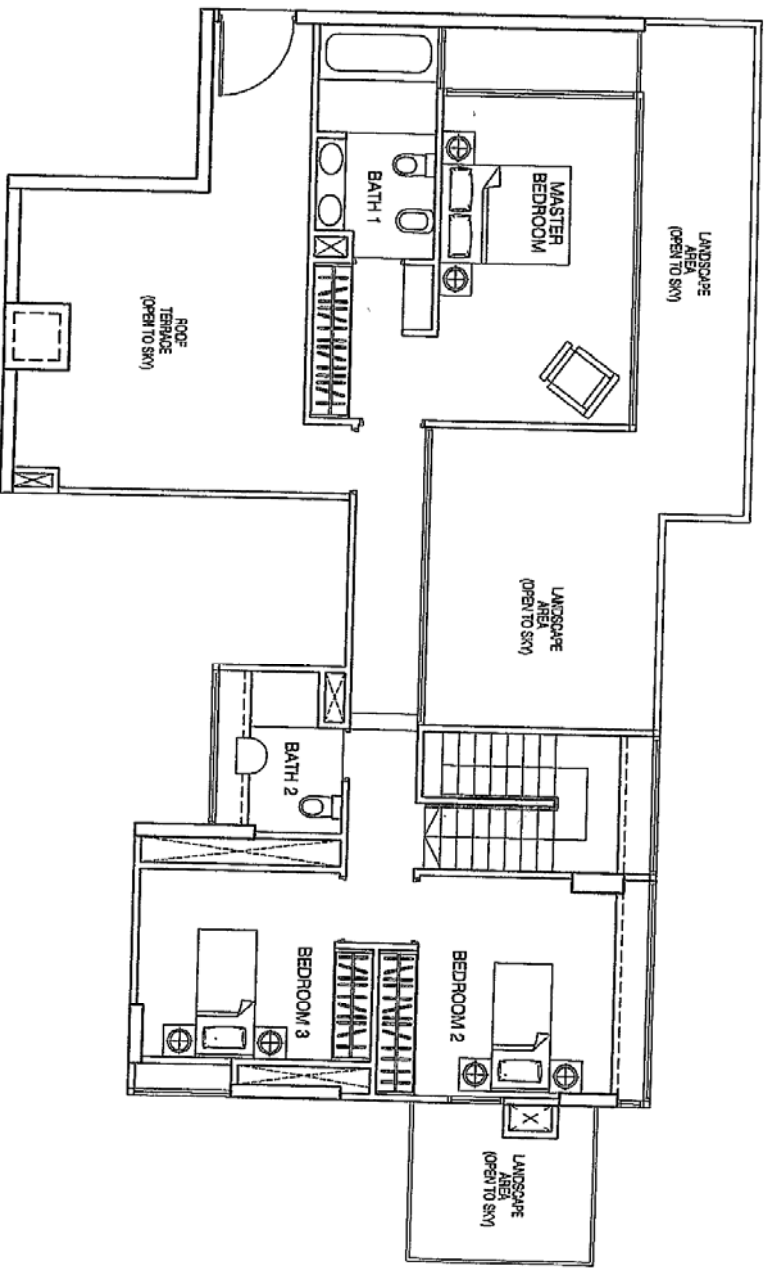 LANDSCAPE
AREA
(OPEN TO SKY)
MASTER
BEDROOM
BATH 1
ROOF
TERRACE
(OPEN TO SKY)
LANDSCAPE
AREA
(OPEN TO SKY)
BATH 2
BEDROOM 2
BEDROOM 3
LANDSCAPE
AREA
(OPEN TO SKY)